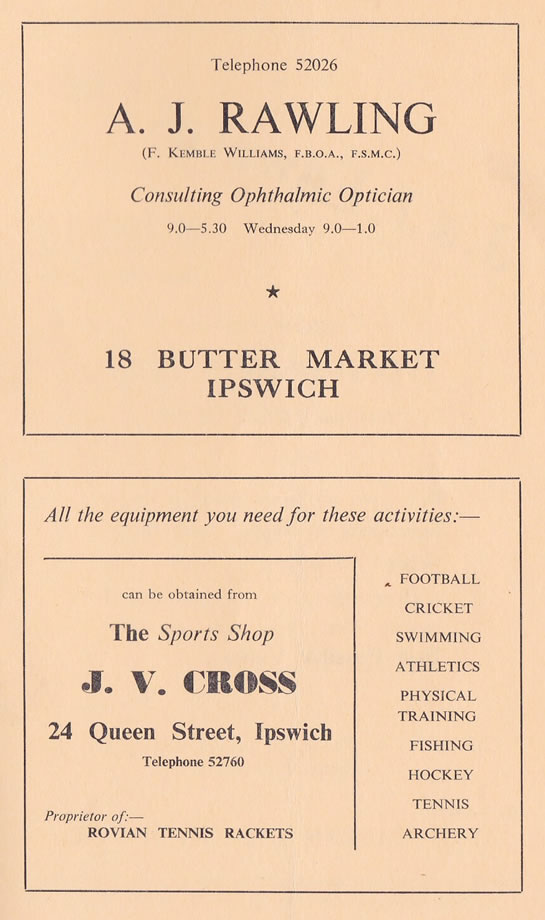 Telephone 52026
A. J. RAWLING
(F. KEMBLE WILLIAMS, F.B.O.A., F.S.M.C.)
Consulting Ophthalmic Optician
9.0—5.30 Wednesday 9.0—1.0
★
18 BUTTER MARKET
IPSWICH
All the equipment you need for these activities:—
can be obtained from
The Sports Shop
J. V. CROSS
24 Queen Street, Ipswich
Telephone 52760
Proprietor of:—
ROVIAN TENNIS RACKETS
FOOTBALL
CRICKET
SWIMMING
ATHLETICS
PHYSICAL
TRAINING
FISHING
HOCKEY
TENNIS
ARCHERY